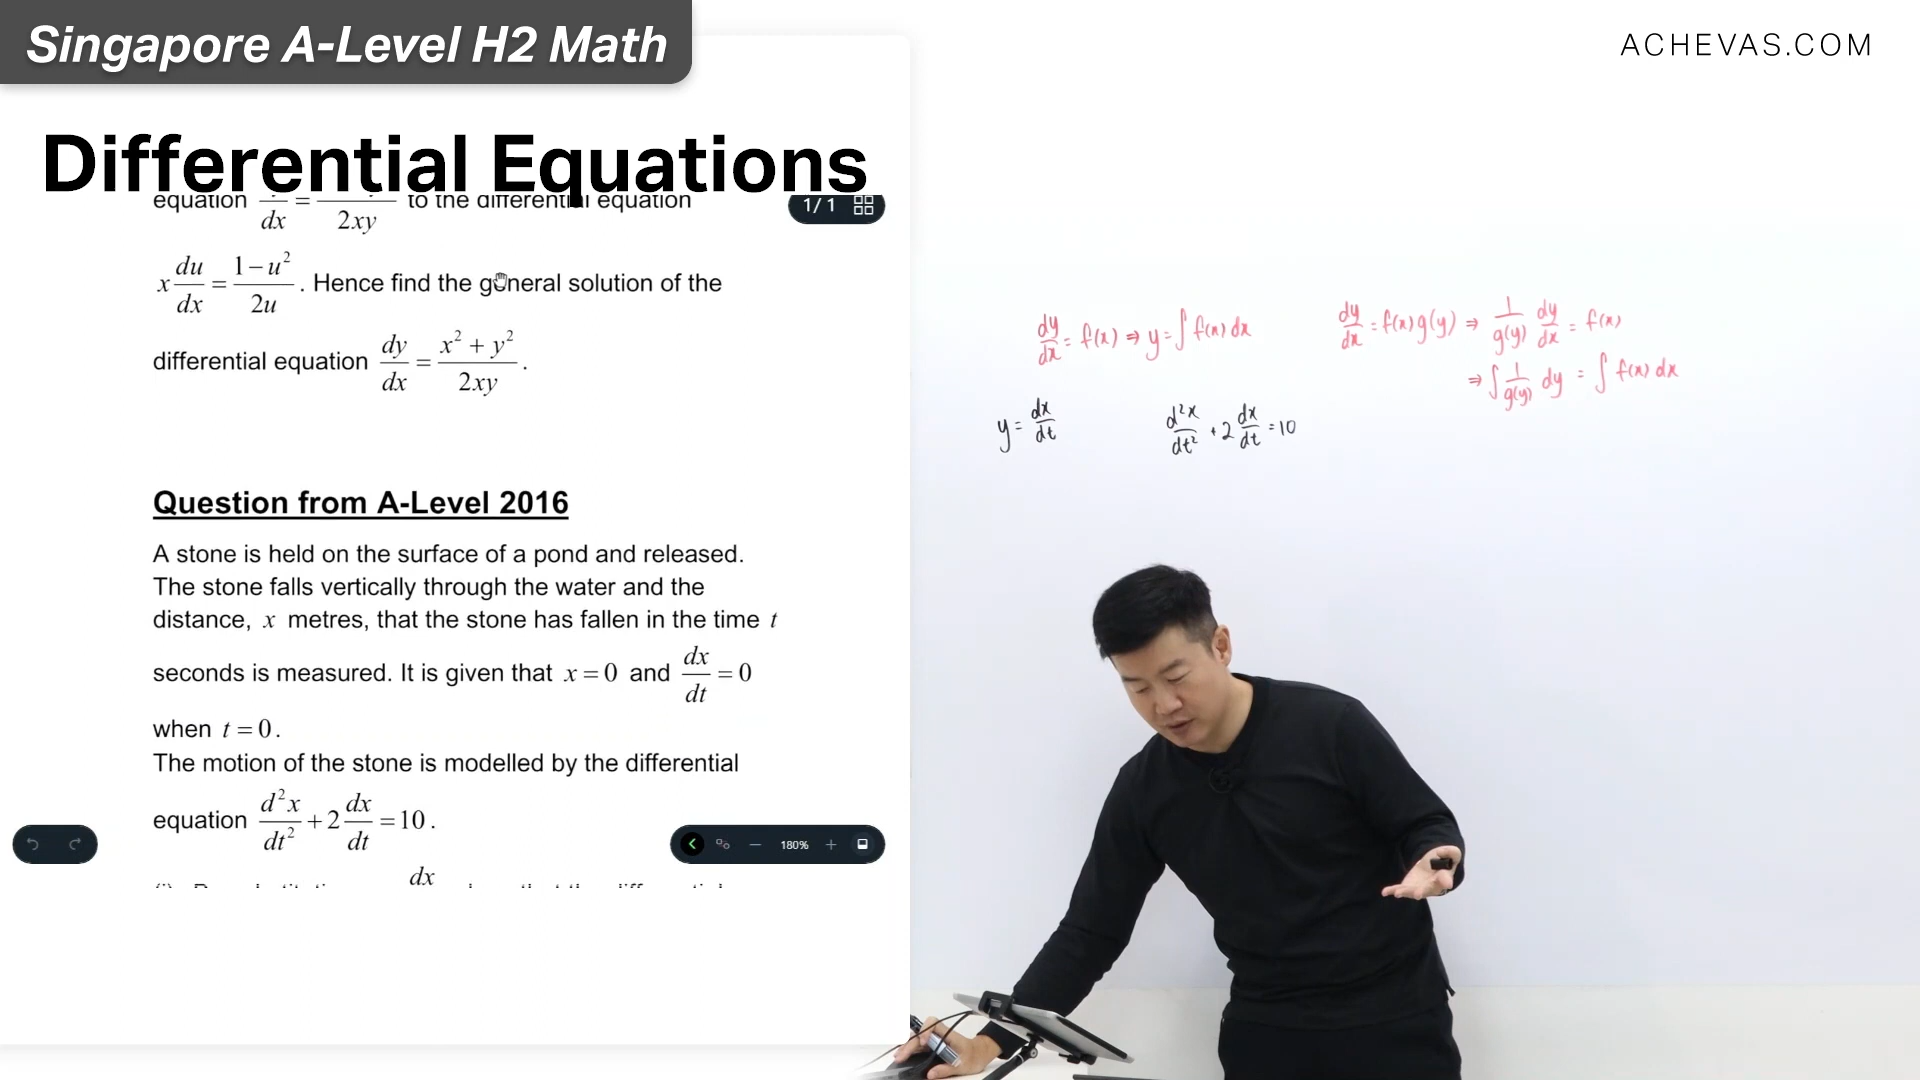 Singapore A-Level H2 Math
ACHEVAS.COM
Differential Equations
equation dy/dx = /2xy to the differential equation
1/1
x du/dx = 1−u²/2u . Hence find the general solution of the
differential equation dy/dx = x² + y²/2xy .
Question from A-Level 2016
A stone is held on the surface of a pond and released.
The stone falls vertically through the water and the
distance, x metres, that the stone has fallen in the time t
seconds is measured. It is given that x = 0 and dx/dt = 0
when t = 0.
The motion of the stone is modelled by the differential
equation d²x/dt² + 2 dx/dt = 10 .
180%
dx
dy/dx = f(x) ⇒ y = ∫ f(x) dx
dy/dx = f(x) g(y) ⇒ 1/g(y) dy/dx = f(x)
⇒ ∫ 1/g(y) dy = ∫ f(x) dx
y = dx/dt
d²x/dt² + 2 dx/dt = 10